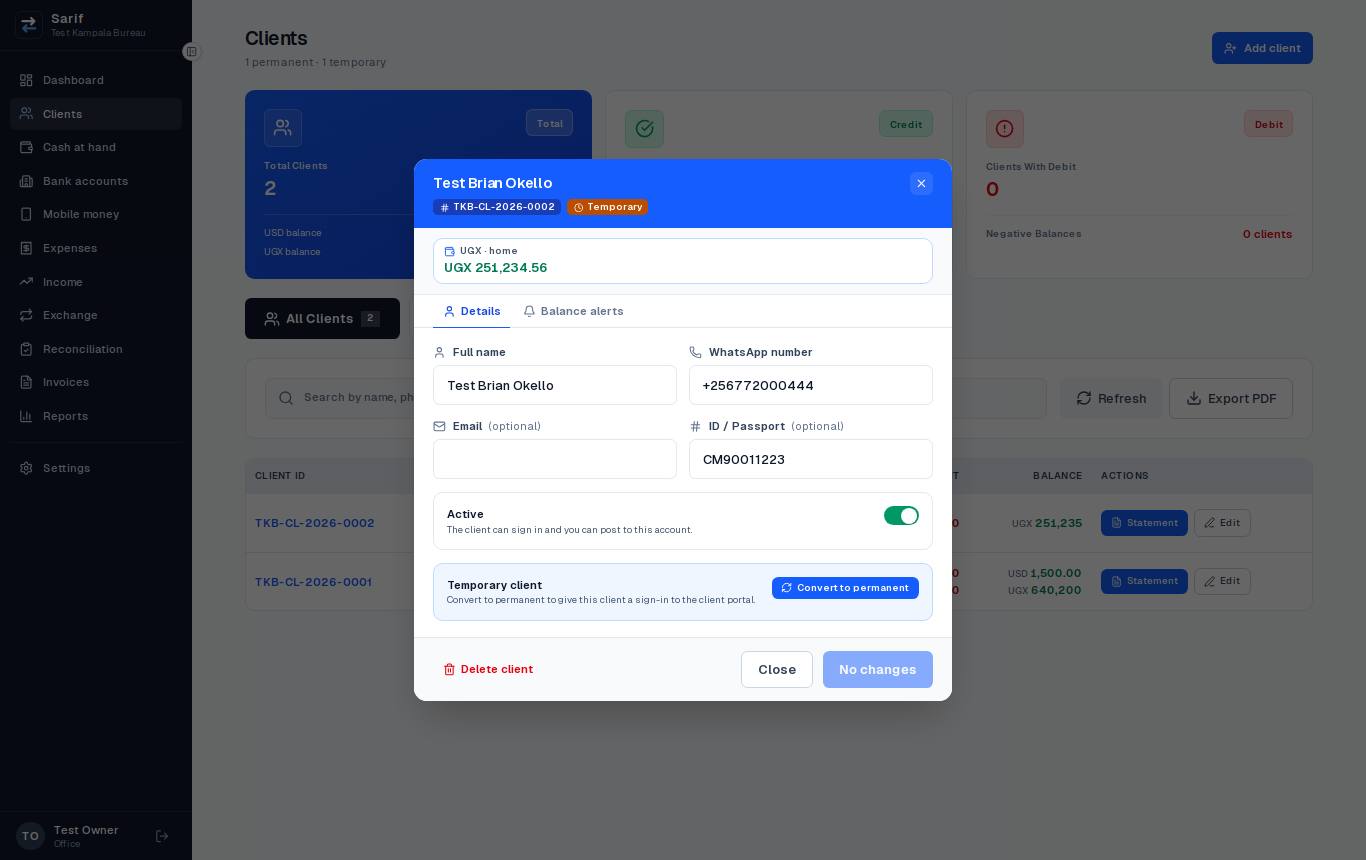 Sarif
Test Kampala Bureau
Dashboard
Clients
Cash at hand
Bank accounts
Mobile money
Expenses
Income
Exchange
Reconciliation
Invoices
Reports
Settings
TO
Test Owner
Office
Clients
1 permanent · 1 temporary
Add client
Total
Total Clients
2
USD balance
UGX balance
Credit
Debit
Clients With Debit
0
Negative Balances
0 clients
All Clients 2
Search by name, ph
Refresh
Export PDF
CLIENT ID
T
BALANCE
ACTIONS
TKB-CL-2026-0002
0
UGX 251,235
Statement
Edit
TKB-CL-2026-0001
0
USD 1,500.00
0
UGX 640,200
Statement
Edit
Test Brian Okello
# TKB-CL-2026-0002
Temporary
UGX · home
UGX 251,234.56
Details
Balance alerts
Full name
WhatsApp number
Test Brian Okello
+256772000444
Email (optional)
# ID / Passport (optional)
CM90011223
Active
The client can sign in and you can post to this account.
Temporary client
Convert to permanent to give this client a sign-in to the client portal.
Convert to permanent
Delete client
Close
No changes